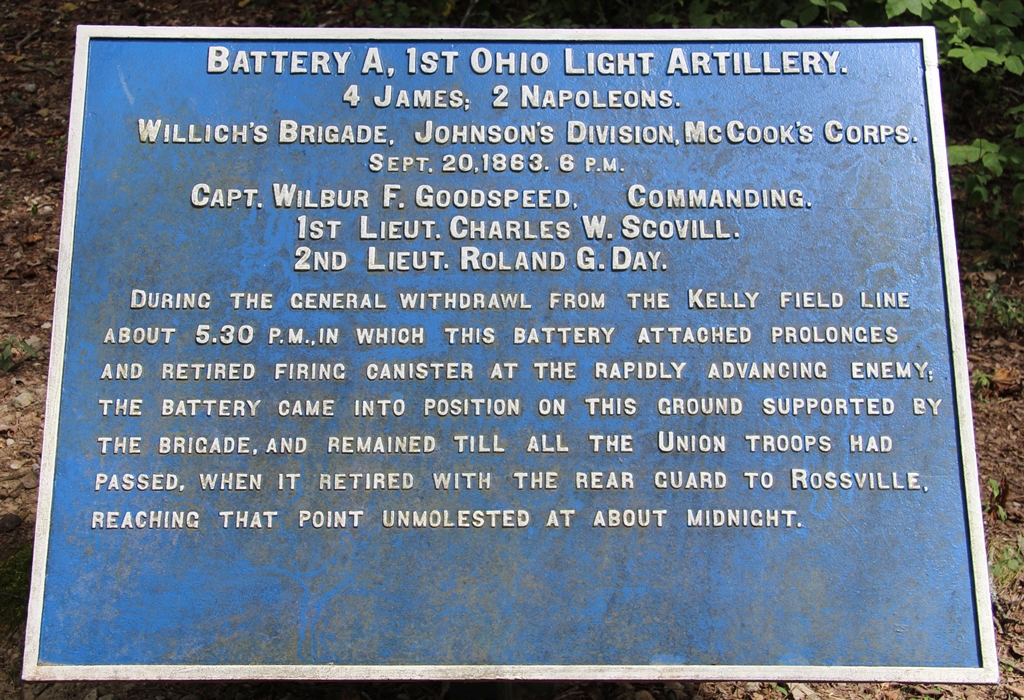 BATTERY A, 1ST OHIO LIGHT ARTILLERY.
4 JAMES; 2 NAPOLEONS.
WILLICH'S BRIGADE, JOHNSON'S DIVISION, MCCOOK'S CORPS.
SEPT. 20, 1863. 6 P.M.
CAPT. WILBUR F. GOODSPEED, COMMANDING.
1ST LIEUT. CHARLES W. SCOVILL.
2ND LIEUT. ROLAND G. DAY.
DURING THE GENERAL WITHDRAWL FROM THE KELLY FIELD LINE
ABOUT 5.30 P.M., IN WHICH THIS BATTERY ATTACHED PROLONGES
AND RETIRED FIRING CANISTER AT THE RAPIDLY ADVANCING ENEMY;
THE BATTERY CAME INTO POSITION ON THIS GROUND SUPPORTED BY
THE BRIGADE, AND REMAINED TILL ALL THE UNION TROOPS HAD
PASSED, WHEN IT RETIRED WITH THE REAR GUARD TO ROSSVILLE,
REACHING THAT POINT UNMOLESTED AT ABOUT MIDNIGHT.